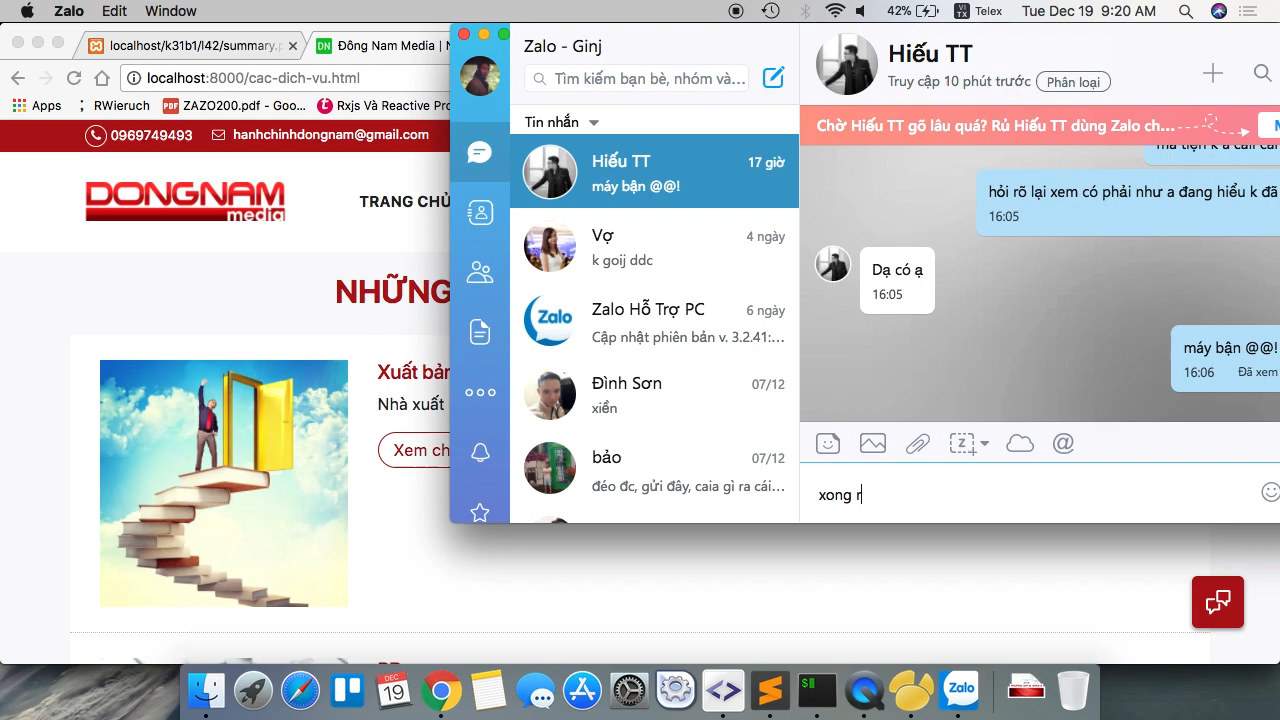 Zalo Edit Window
42% VI TX Telex Tue Dec 19 9:20 AM
localhost/k31b1/l42/summary.p
DN Đông Nam Media | N
localhost:8000/cac-dich-vu.html
Apps ; RWieruch PDF ZAZO200.pdf - Goo... Rxjs Và Reactive Pro
0969749493 hanhchinhdongnam@gmail.com
DONGNAM
media
TRANG CHỦ
NHỮNG
Xuất bản
Nhà xuất
Xem ch
Zalo - Ginj
Tìm kiếm bạn bè, nhóm và...
Tin nhắn
Hiếu TT 17 giờ
máy bận @@!
Vợ 4 ngày
k goij ddc
Zalo
Zalo Hỗ Trợ PC 6 ngày
Cập nhật phiên bản v. 3.2.41:...
Đình Sơn 07/12
xiền
bảo 07/12
đéo đc, gửi đây, caia gì ra cái...
Hiếu TT
Truy cập 10 phút trước Phân loại
Chờ Hiếu TT gõ lâu quá? Rủ Hiếu TT dùng Zalo ch...
hỏi rõ lại xem có phải như a đang hiểu k đã
16:05
Dạ có ạ
16:05
máy bận @@!
16:06 Đã xem
xong r
DEC
19
Zalo